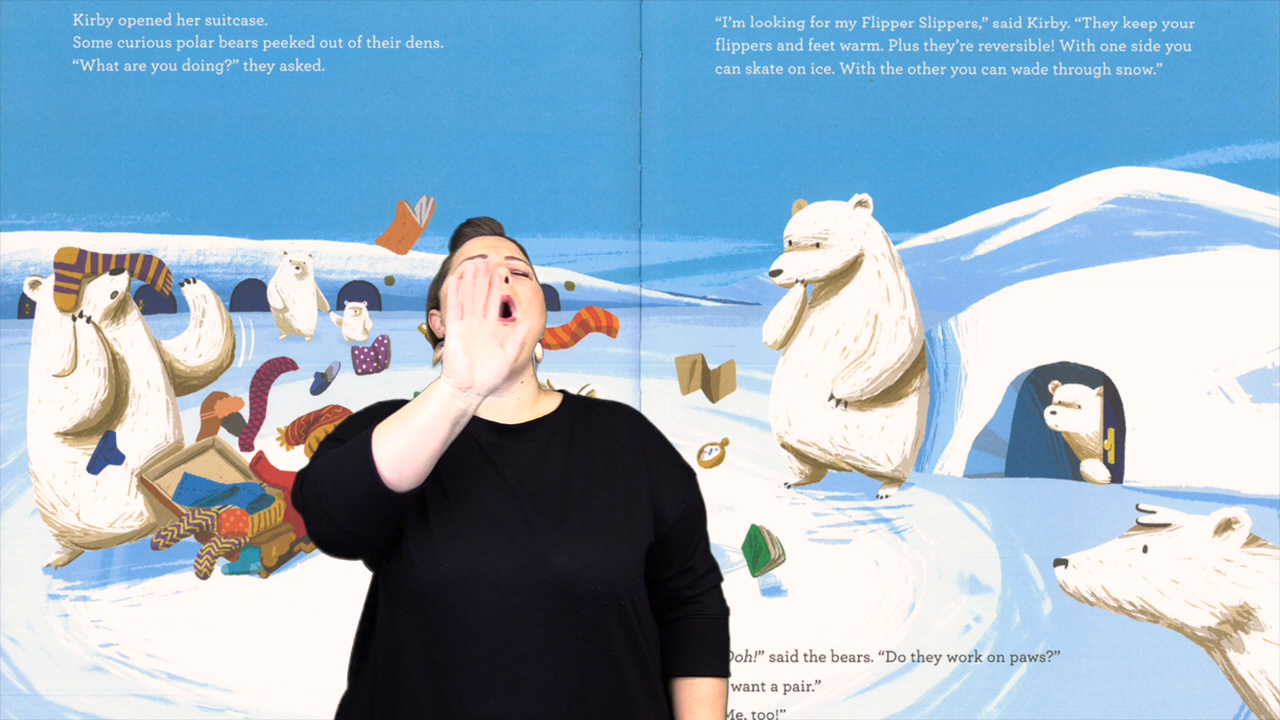 Kirby opened her suitcase.
Some curious polar bears peeked out of their dens.
“What are you doing?” they asked.
“I’m looking for my Flipper Slippers,” said Kirby. “They keep your
flippers and feet warm. Plus they’re reversible! With one side you
can skate on ice. With the other you can wade through snow.”
Ooh!” said the bears. “Do they work on paws?”
want a pair.”
Me, too!”